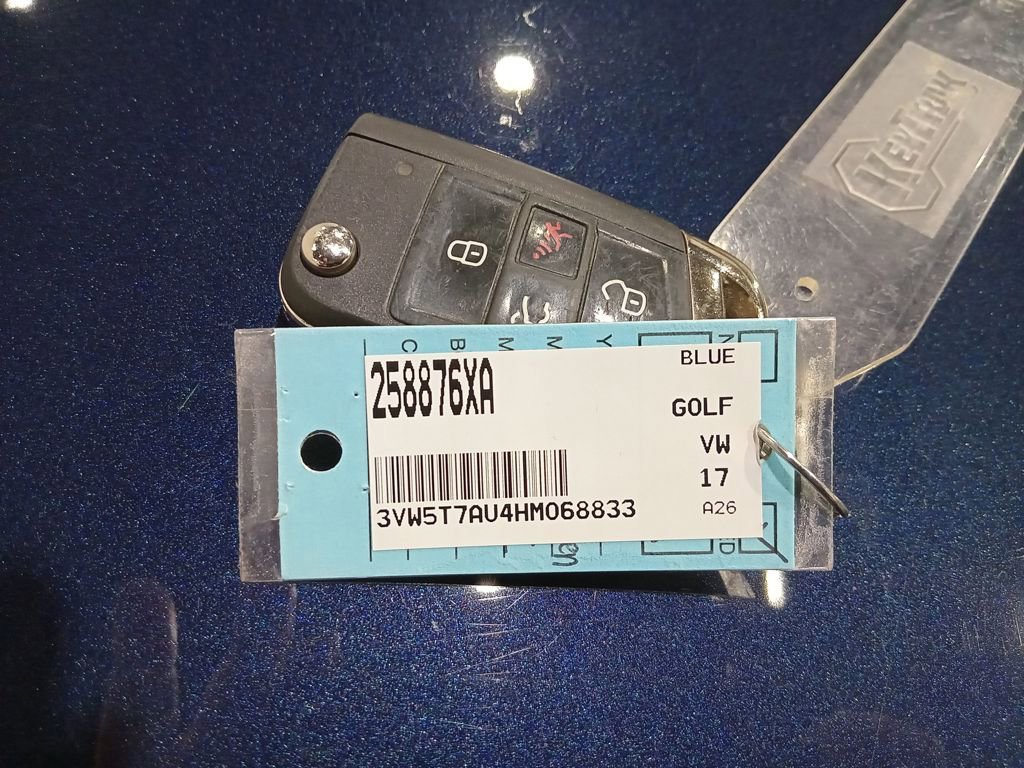 KEYTRAK
C B M M Y N
BLUE
258876XA
GOLF
VW
17
3VW5T7AU4HM068833
A26
D